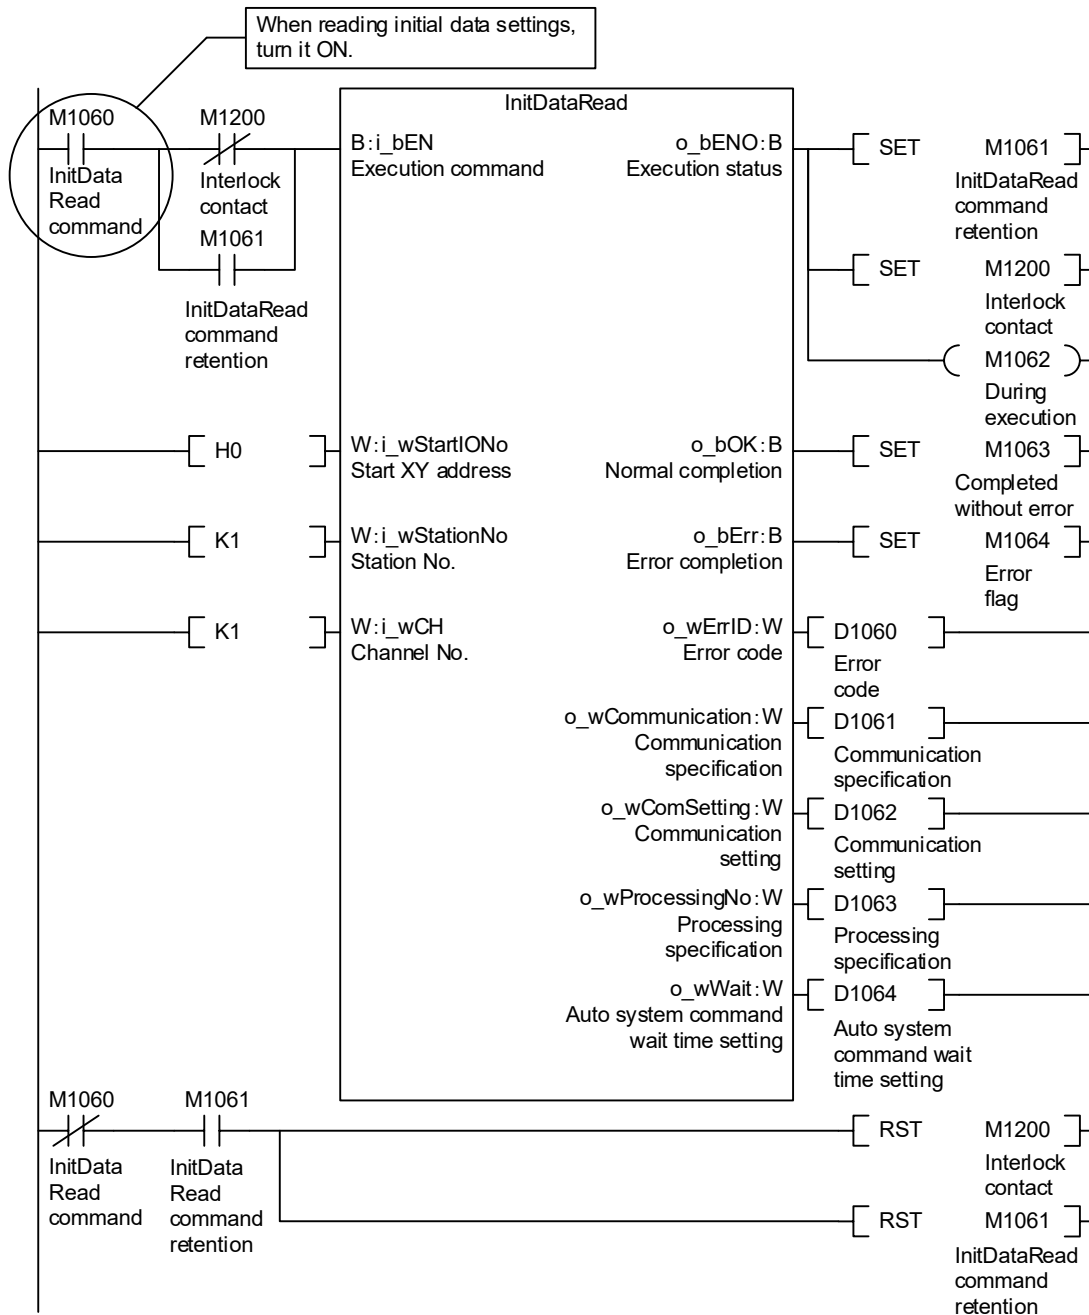 When reading initial data settings,
turn it ON.
InitDataRead
M1060
M1200
B:i_bEN
o_bENO:B
SET M1061
InitData
Read
command
Interlock
contact
Execution command
Execution status
InitDataRead
command
retention
M1061
InitDataRead
command
retention
SET M1200
Interlock
contact
M1062
During
execution
H0
W:i_wStartIONo
Start XY address
o_bOK:B
Normal completion
SET M1063
Completed
without error
K1
W:i_wStationNo
Station No.
o_bErr:B
Error completion
SET M1064
Error
flag
K1
W:i_wCH
Channel No.
o_wErrID:W
Error code
D1060
Error
code
o_wCommunication:W
Communication
specification
D1061
Communication
specification
o_wComSetting:W
Communication
setting
D1062
Communication
setting
o_wProcessingNo:W
Processing
specification
D1063
Processing
specification
o_wWait:W
Auto system command
wait time setting
D1064
Auto system
command wait
time setting
M1060
M1061
RST M1200
InitData
Read
command
InitData
Read
command
retention
Interlock
contact
RST M1061
InitDataRead
command
retention